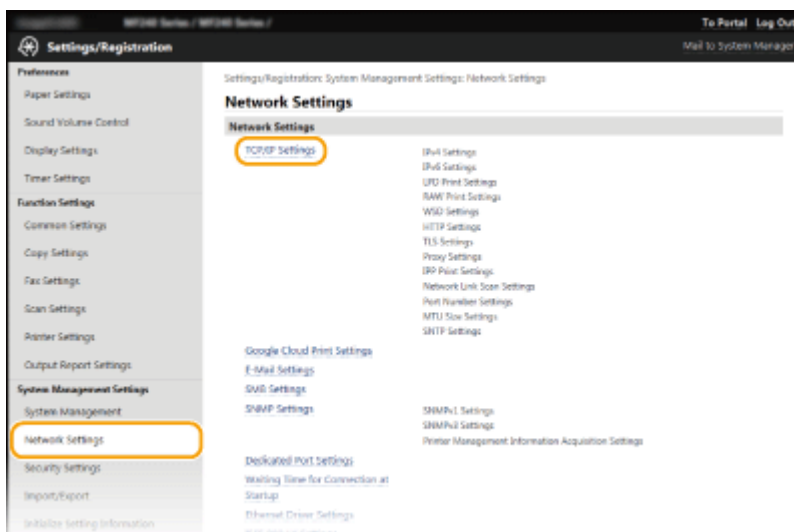 MF240 Series / MF240 Series /
To Portal Log Out
Settings/Registration
Mail to System Manager
Preferences
Paper Settings
Sound Volume Control
Display Settings
Timer Settings
Function Settings
Common Settings
Copy Settings
Fax Settings
Scan Settings
Printer Settings
Output Report Settings
System Management Settings
System Management
Network Settings
Security Settings
Import/Export
Initialize Setting Information
Settings/Registration: System Management Settings: Network Settings
Network Settings
Network Settings
TCP/IP Settings
IPv4 Settings
IPv6 Settings
LPD Print Settings
RAW Print Settings
WSD Settings
HTTP Settings
TLS Settings
Proxy Settings
IPP Print Settings
Network Link Scan Settings
Port Number Settings
MTU Size Settings
SNTP Settings
Google Cloud Print Settings
E-Mail Settings
SMB Settings
SNMP Settings
SNMPv1 Settings
SNMPv3 Settings
Printer Management Information Acquisition Settings
Dedicated Port Settings
Waiting Time for Connection at
Startup
Ethernet Driver Settings